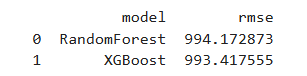 model rmse
0 RandomForest 994.172873
1 XGBoost 993.417555